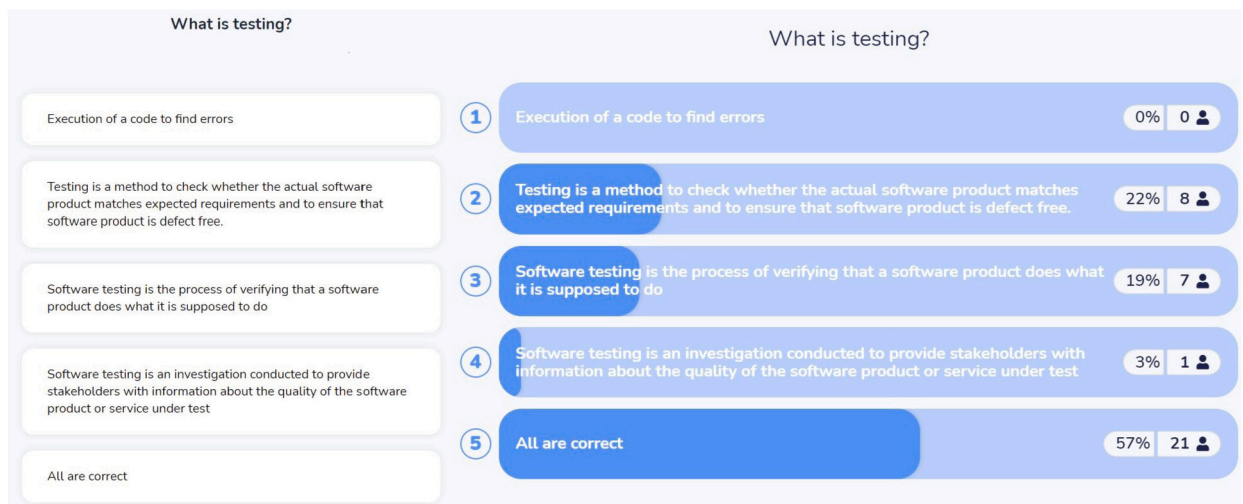 What is testing?
Execution of a code to find errors
Testing is a method to check whether the actual software
product matches expected requirements and to ensure that
software product is defect free.
Software testing is the process of verifying that a software
product does what it is supposed to do
Software testing is an investigation conducted to provide
stakeholders with information about the quality of the software
product or service under test
All are correct
What is testing?
1 Execution of a code to find errors 0% 0
2 Testing is a method to check whether the actual software product matches
expected requirements and to ensure that software product is defect free. 22% 8
3 Software testing is the process of verifying that a software product does what
it is supposed to do 19% 7
4 Software testing is an investigation conducted to provide stakeholders with
information about the quality of the software product or service under test 3% 1
5 All are correct 57% 21